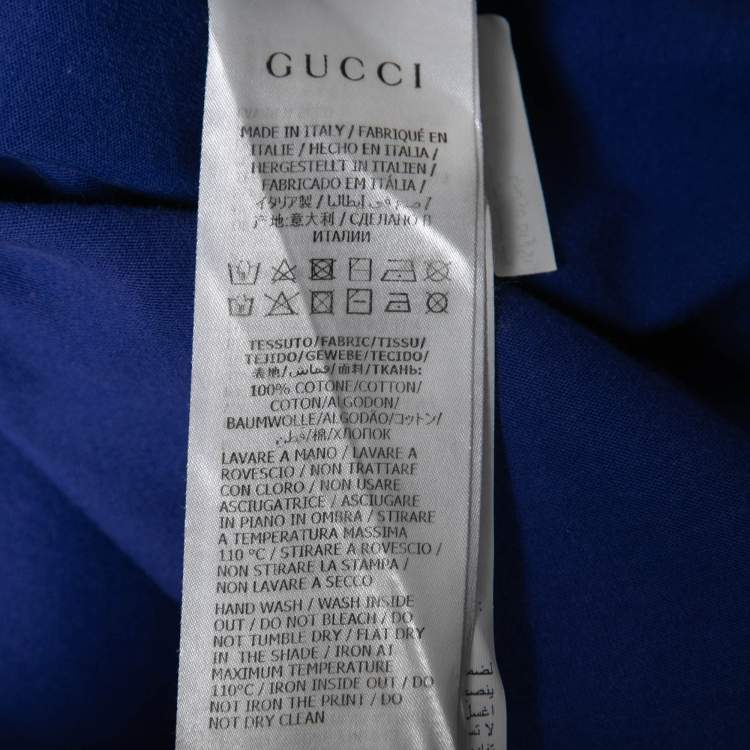 GUCCI
MADE IN ITALY / FABRIQUÉ EN
ITALIE / HECHO EN ITALIA /
HERGESTELLT IN ITALIEN /
FABRICADO EM ITÁLIA /
イタリア製 / صنع في إيطاليا /
产地:意大利 / СДЕЛАНО В
ИТАЛИИ
TESSUTO/FABRIC/TISSU/
TEJIDO/GEWEBE/TECIDO/
表地/قماش/面料/ТКАНЬ:
100% COTONE/COTTON/
COTON/ALGODON/
BAUMWOLLE/ALGODÃO/コットン/
قطن/棉/ХЛОПОК
LAVARE A MANO / LAVARE A
ROVESCIO / NON TRATTARE
CON CLORO / NON USARE
ASCIUGATRICE / ASCIUGARE
IN PIANO IN OMBRA / STIRARE
A TEMPERATURA MASSIMA
110 °C / STIRARE A ROVESCIO /
NON STIRARE LA STAMPA /
NON LAVARE A SECCO
HAND WASH / WASH INSIDE
OUT / DO NOT BLEACH / DO
NOT TUMBLE DRY / FLAT DRY
IN THE SHADE / IRON AT
MAXIMUM TEMPERATURE
110°C / IRON INSIDE OUT / DO
NOT IRON THE PRINT / DO
NOT DRY CLEAN